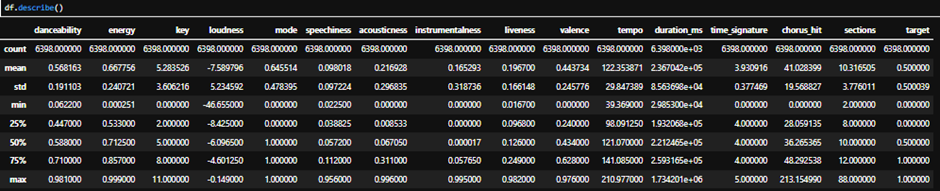 df.describe()
danceability energy key loudness mode speechiness acousticness instrumentalness liveness valence tempo duration_ms time_signature chorus_hit sections target
count 6398.000000 6398.000000 6398.000000 6398.000000 6398.000000 6398.000000 6398.000000 6398.000000 6398.000000 6398.000000 6398.000000 6.398000e+03 6398.000000 6398.000000 6398.000000 6398.000000
mean 0.568163 0.667756 5.283526 -7.589796 0.645514 0.098018 0.216928 0.165293 0.196700 0.443734 122.353871 2.367042e+05 3.930916 41.028399 10.316505 0.500000
std 0.191103 0.240721 3.606216 5.234592 0.478395 0.097224 0.296835 0.318736 0.166148 0.245776 29.847389 8.563698e+04 0.377469 19.568827 3.776011 0.500039
min 0.062200 0.000251 0.000000 -46.655000 0.000000 0.022500 0.000000 0.000000 0.016700 0.000000 39.369000 2.985300e+04 0.000000 0.000000 2.000000 0.000000
25% 0.447000 0.533000 2.000000 -8.425000 0.000000 0.038825 0.008533 0.000000 0.096800 0.240000 98.091250 1.932068e+05 4.000000 28.059135 8.000000 0.000000
50% 0.588000 0.712500 5.000000 -6.096500 1.000000 0.057200 0.067050 0.000017 0.126000 0.434000 121.070000 2.212465e+05 4.000000 36.265365 10.000000 0.500000
75% 0.710000 0.857000 8.000000 -4.601250 1.000000 0.112000 0.311000 0.057650 0.249000 0.628000 141.085000 2.593165e+05 4.000000 48.292538 12.000000 1.000000
max 0.981000 0.999000 11.000000 -0.149000 1.000000 0.956000 0.996000 0.995000 0.982000 0.976000 210.977000 1.734201e+06 5.000000 213.154990 88.000000 1.000000